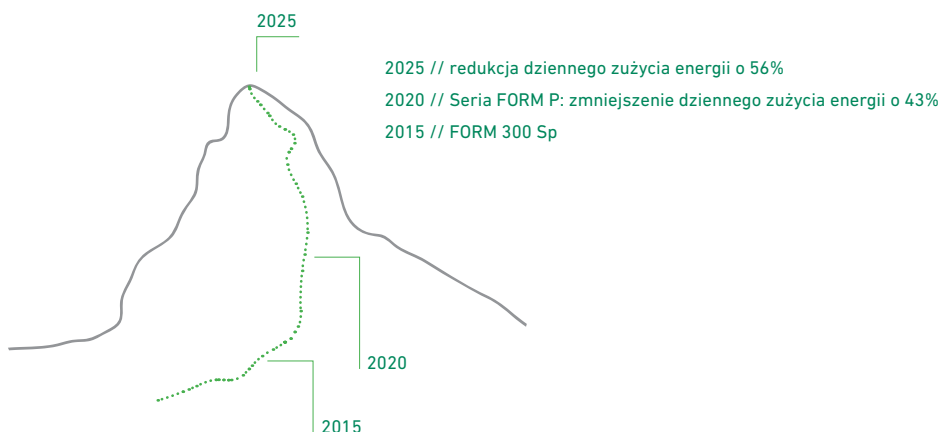 2025
2025 // redukcja dziennego zużycia energii o 56%
2020 // Seria FORM P: zmniejszenie dziennego zużycia energii o 43%
2015 // FORM 300 Sp
2020
2015